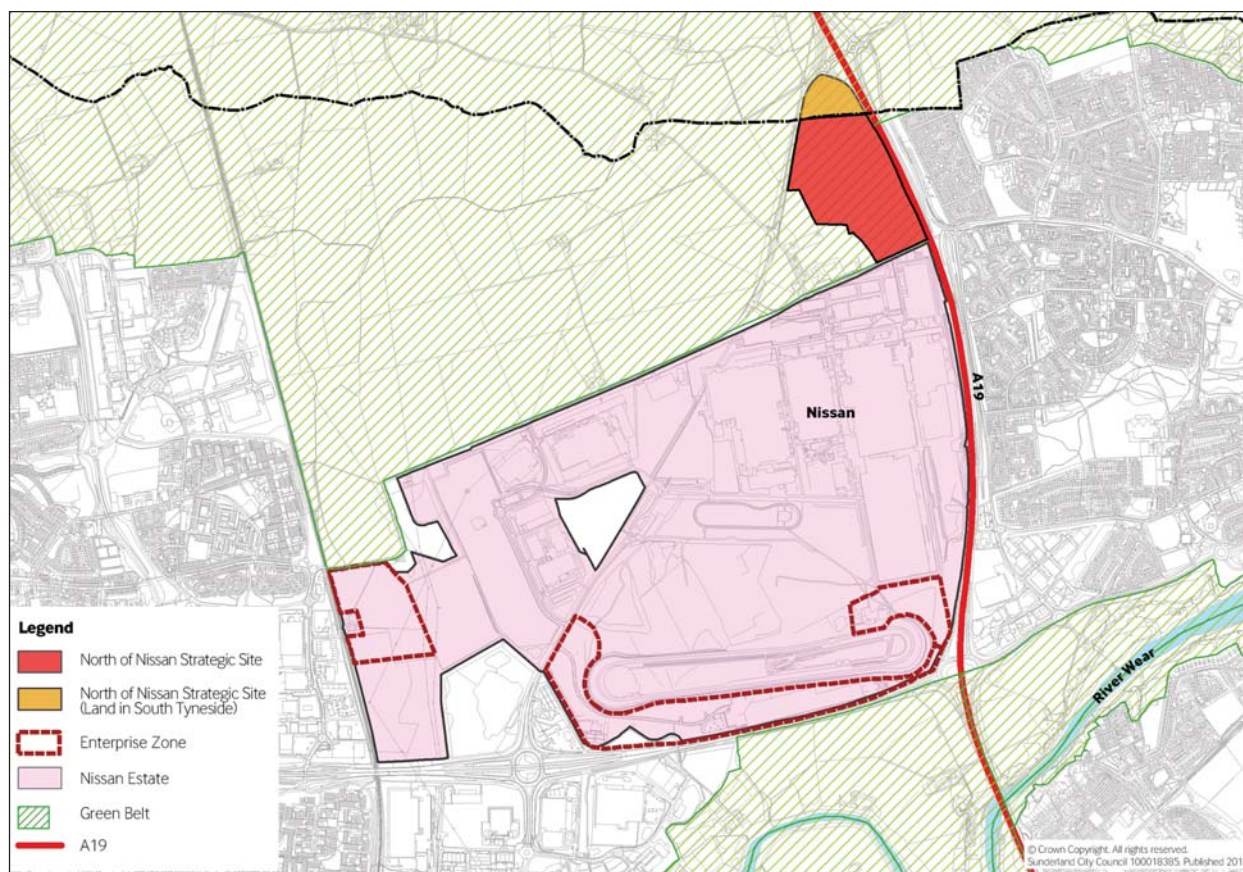 Nissan
A19
River Wear
Legend
North of Nissan Strategic Site
North of Nissan Strategic Site
(Land in South Tyneside)
Enterprise Zone
Nissan Estate
Green Belt
A19
© Crown Copyright. All rights reserved.
Sunderland City Council 100018385. Published 201